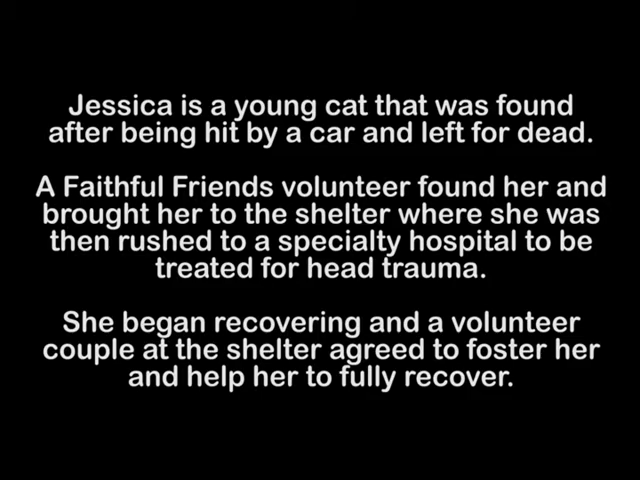 Jessica is a young cat that was found
after being hit by a car and left for dead.
A Faithful Friends volunteer found her and
brought her to the shelter where she was
then rushed to a specialty hospital to be
treated for head trauma.
She began recovering and a volunteer
couple at the shelter agreed to foster her
and help her to fully recover.